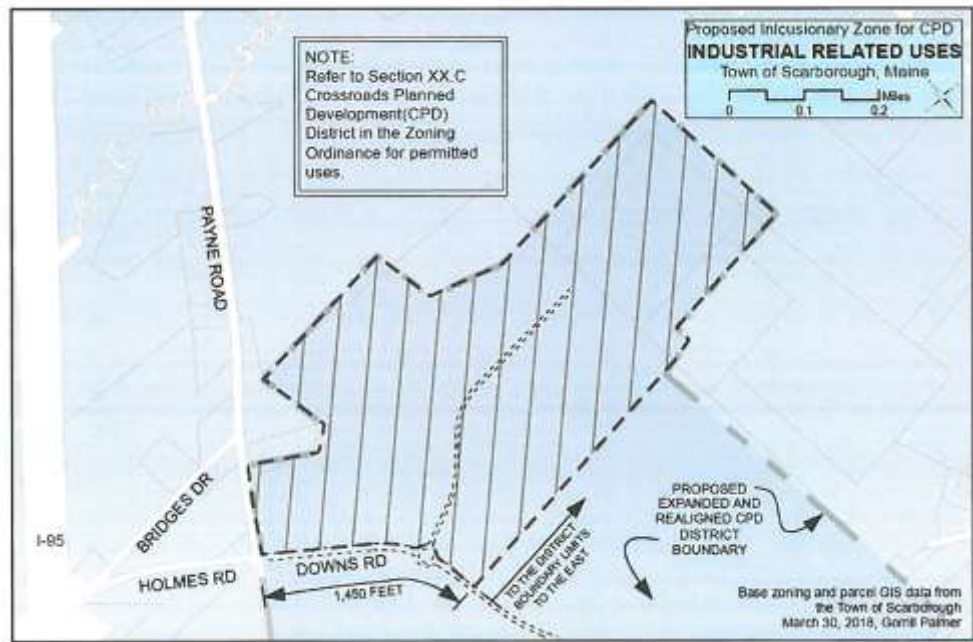 Proposed Inlcusionary Zone for CPD
INDUSTRIAL RELATED USES
Town of Scarborough, Maine
Miles
0 0.1 0.2
NOTE:
Refer to Section XX.C
Crossroads Planned
Development(CPD)
District in the Zoning
Ordinance for permitted
uses.
PAYNE ROAD
BRIDGES DR
I-95
HOLMES RD
DOWNS RD
1,450 FEET
TO THE DISTRICT
BOUNDARY LIMITS
TO THE EAST
PROPOSED
EXPANDED AND
REALIGNED CPD
DISTRICT
BOUNDARY
Base zoning and parcel GIS data from
the Town of Scarborough
March 30, 2018, Gorrill Palmer